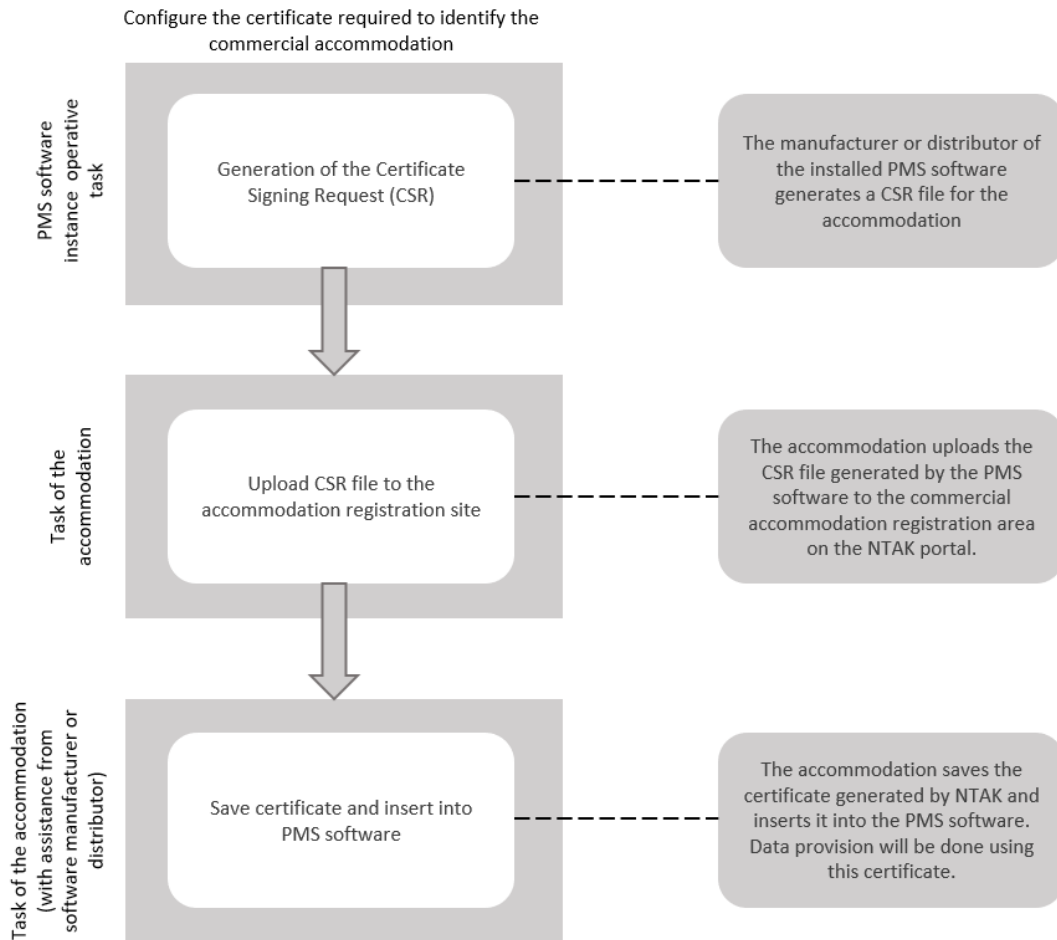 Configure the certificate required to identify the
commercial accommodation
PMS software
instance operative
task
Generation of the Certificate
Signing Request (CSR)
The manufacturer or distributor of
the installed PMS software
generates a CSR file for the
accommodation
Task of the
accommodation
Upload CSR file to the
accommodation registration site
The accommodation uploads the
CSR file generated by the PMS
software to the commercial
accommodation registration area
on the NTAK portal.
Task of the accommodation
(with assistance from
software manufacturer or
distributor)
Save certificate and insert into
PMS software
The accommodation saves the
certificate generated by NTAK and
inserts it into the PMS software.
Data provision will be done using
this certificate.